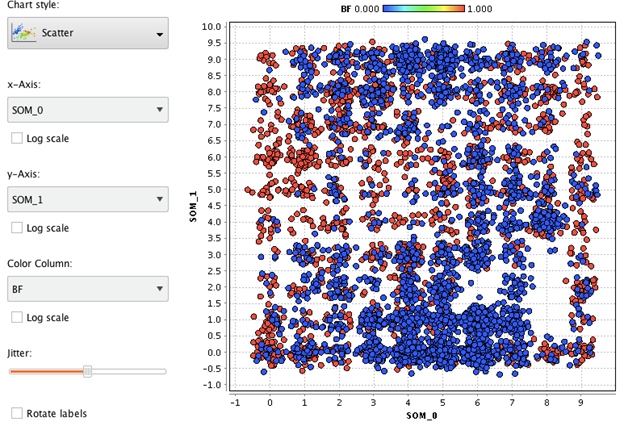 Chart style:
Scatter
x-Axis:
SOM_0
Log scale
y-Axis:
SOM_1
Log scale
Color Column:
BF
Log scale
Jitter:
Rotate labels
BF 0.000 1.000
10.0
9.5
9.0
8.5
8.0
7.5
7.0
6.5
6.0
5.5
5.0
4.5
4.0
3.5
3.0
2.5
2.0
1.5
1.0
0.5
0.0
-0.5
-1.0
SOM_1
-1 0 1 2 3 4 5 6 7 8 9
SOM_0